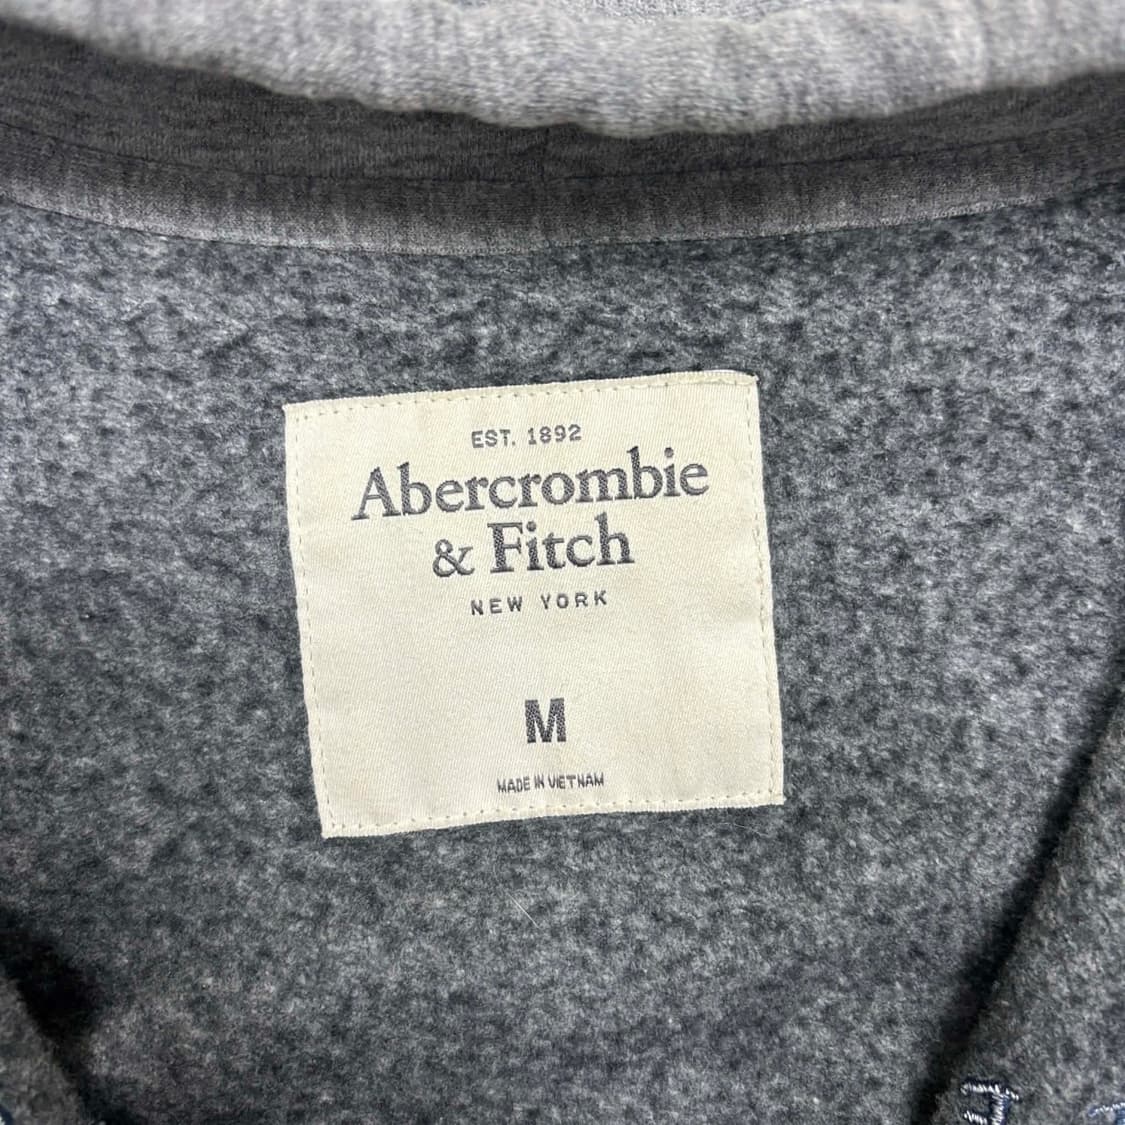 EST. 1892
Abercrombie
& Fitch
NEW YORK
M
MADE IN VIETNAM